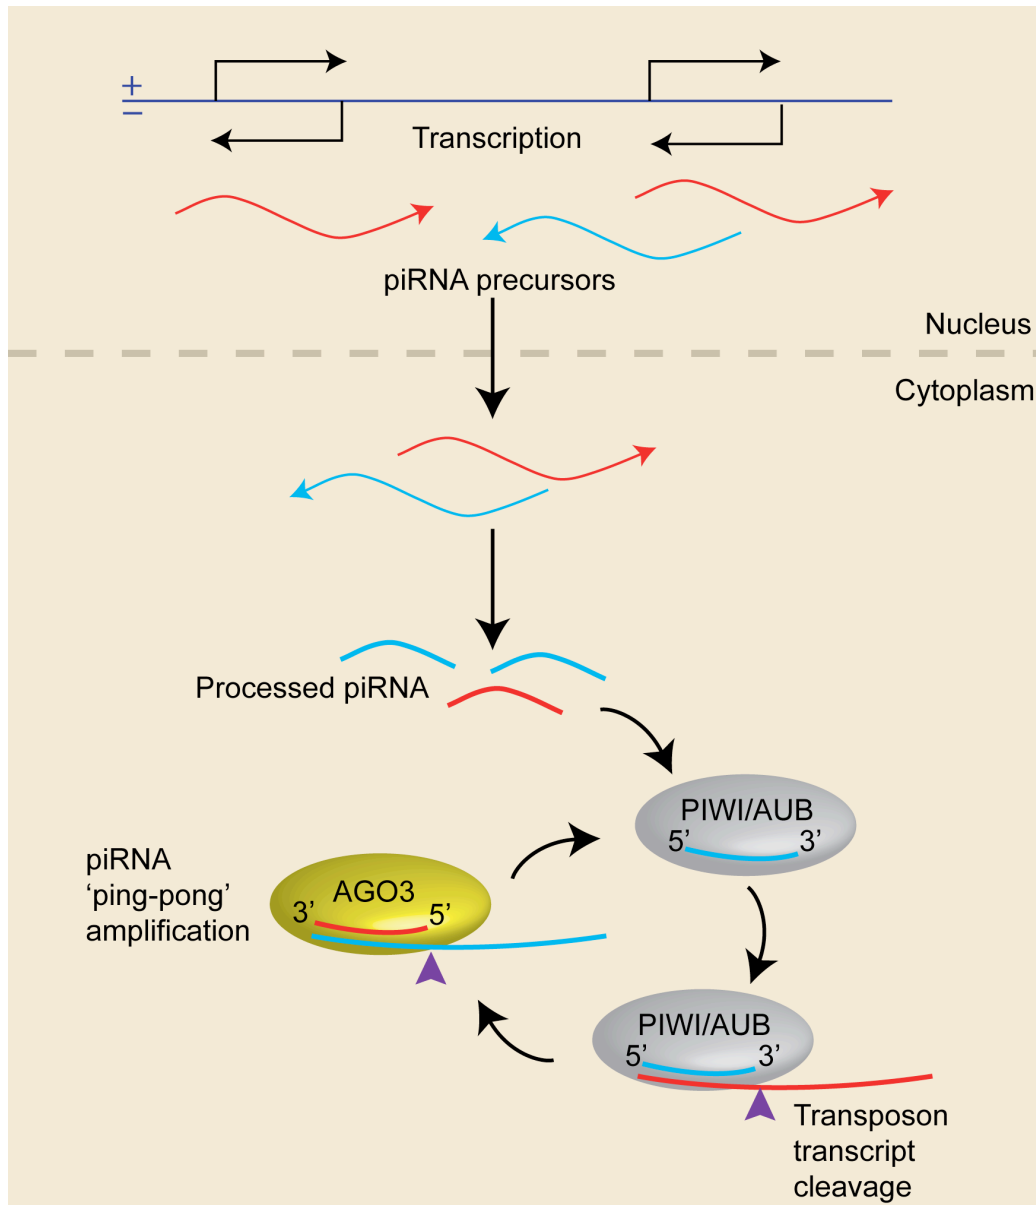 +
−
Transcription
piRNA precursors
Nucleus
Cytoplasm
Processed piRNA
PIWI/AUB
5’ 3’
piRNA
‘ping-pong’
amplification
AGO3
3’ 5’
PIWI/AUB
5’ 3’
Transposon
transcript
cleavage